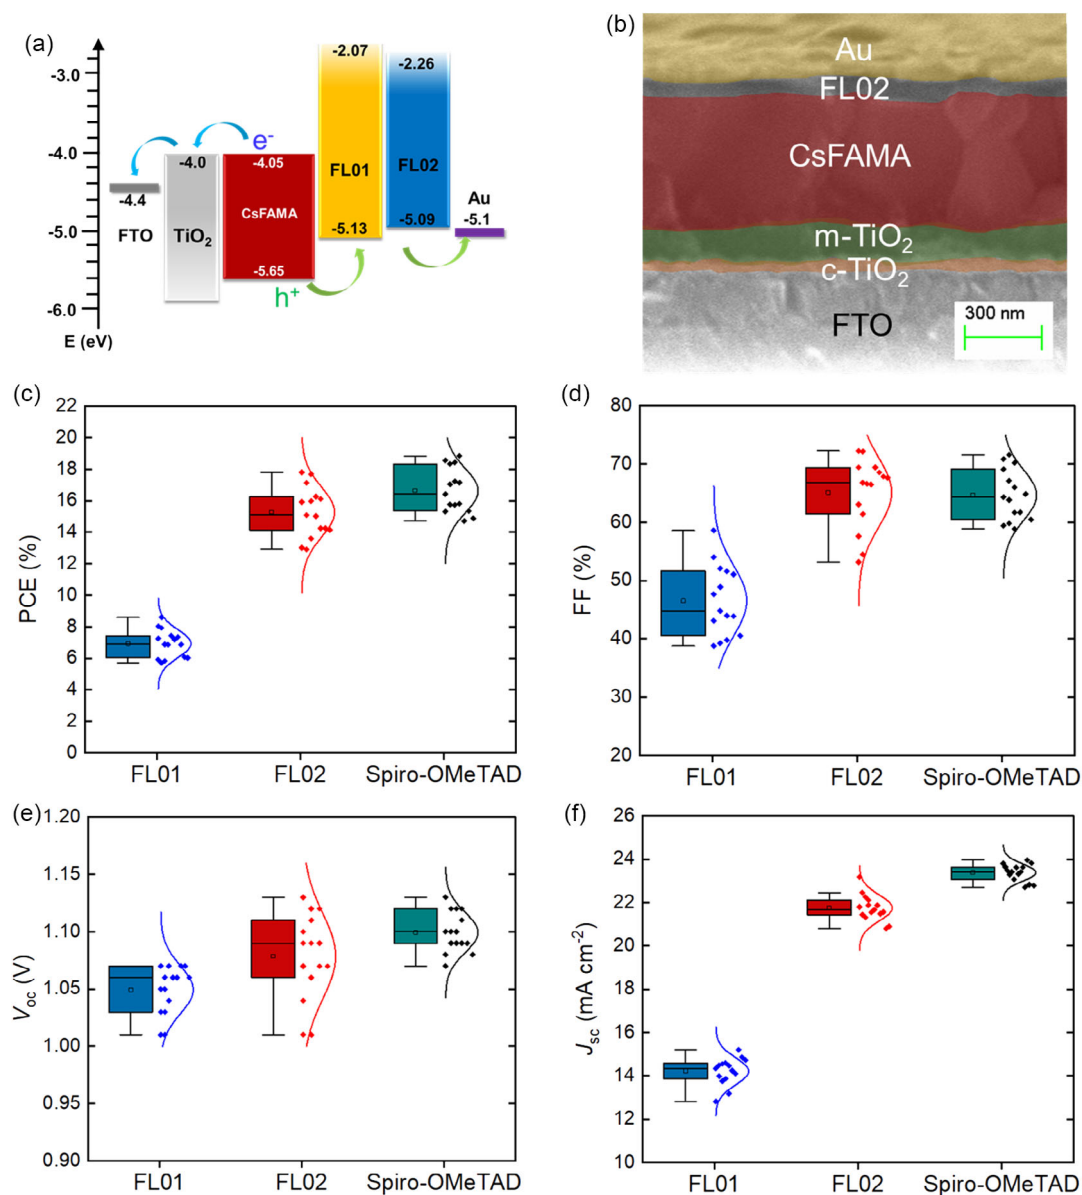 (a)
-3.0
-4.0
-5.0
-6.0
E (eV)
-4.4
FTO
-4.0
TiO2
e-
-4.05
CsFAMA
-5.65
h+
-2.07
FL01
-5.13
-2.26
FL02
-5.09
Au
-5.1
(b)
Au
FL02
CsFAMA
m-TiO2
c-TiO2
FTO
300 nm
(c)
PCE (%)
22
20
18
16
14
12
10
8
6
4
2
0
FL01 FL02 Spiro-OMeTAD
(d)
FF (%)
80
70
60
50
40
30
20
FL01 FL02 Spiro-OMeTAD
(e)
Voc (V)
1.20
1.15
1.10
1.05
1.00
0.95
0.90
FL01 FL02 Spiro-OMeTAD
(f)
Jsc (mA cm-2)
26
24
22
20
18
16
14
12
10
FL01 FL02 Spiro-OMeTAD